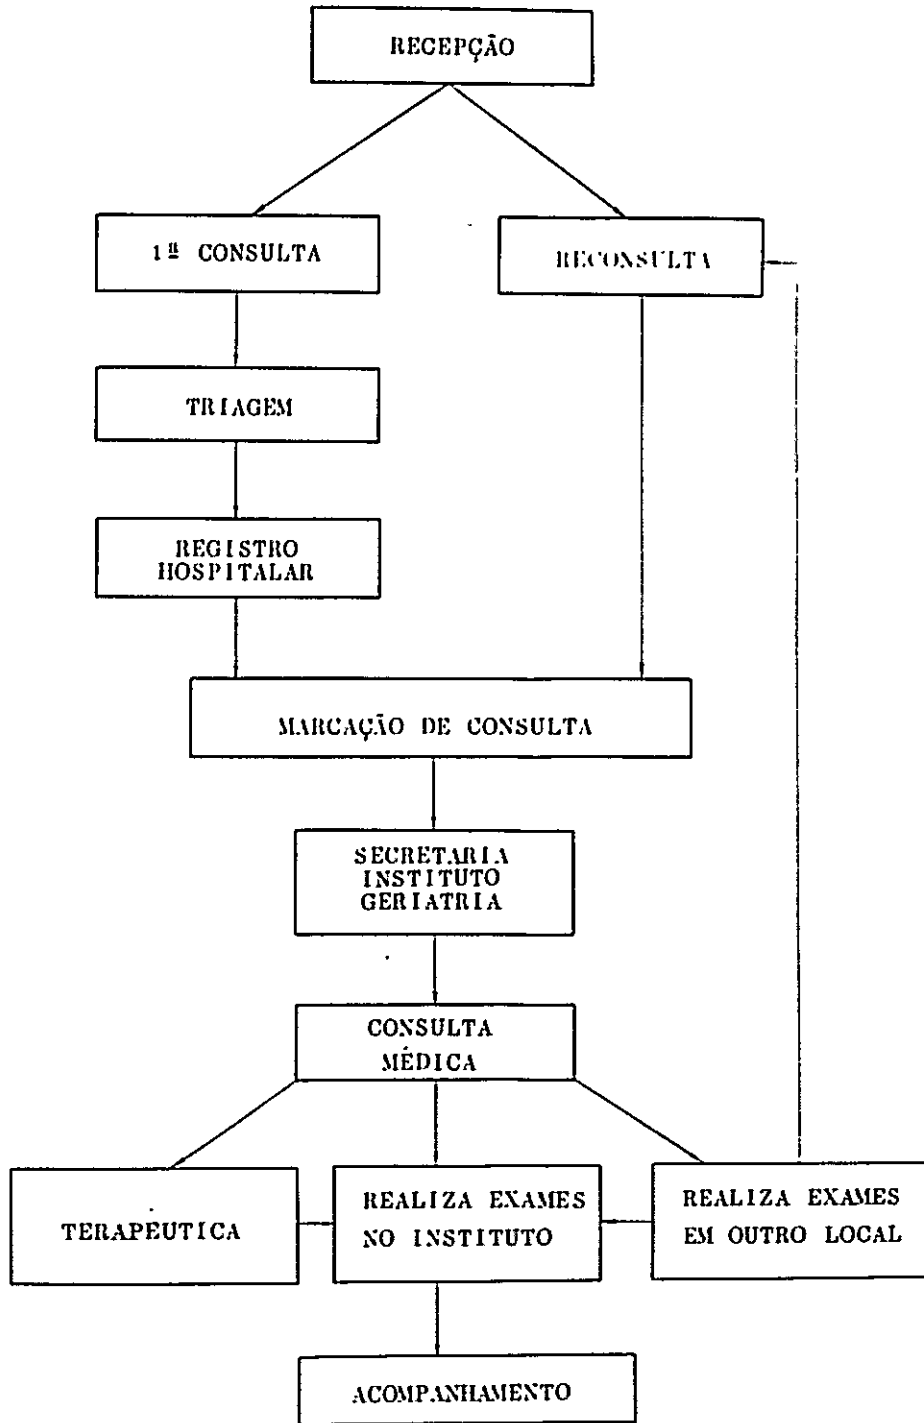 RECEPÇÃO
1ª CONSULTA
RECONSULTA
TRIAGEM
REGISTRO
HOSPITALAR
MARCAÇÃO DE CONSULTA
SECRETARIA
INSTITUTO
GERIATRIA
CONSULTA
MÉDICA
TERAPEUTICA
REALIZA EXAMES
NO INSTITUTO
REALIZA EXAMES
EM OUTRO LOCAL
ACOMPANHAMENTO